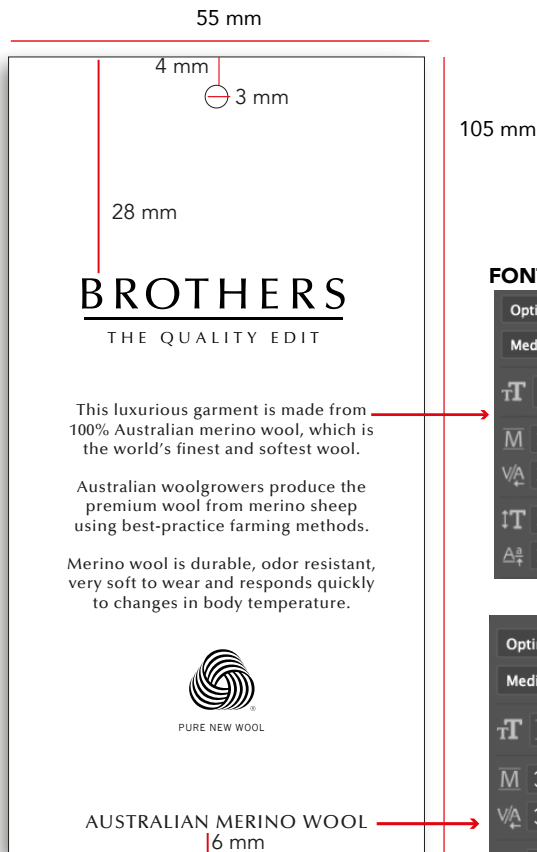 55 mm
4 mm
3 mm
105 mm
28 mm
BROTHERS
THE QUALITY EDIT
This luxurious garment is made from
100% Australian merino wool, which is
the world's finest and softest wool.
Australian woolgrowers produce the
premium wool from merino sheep
using best-practice farming methods.
Merino wool is durable, odor resistant,
very soft to wear and responds quickly
to changes in body temperature.
®
PURE NEW WOOL
AUSTRALIAN MERINO WOOL
6 mm